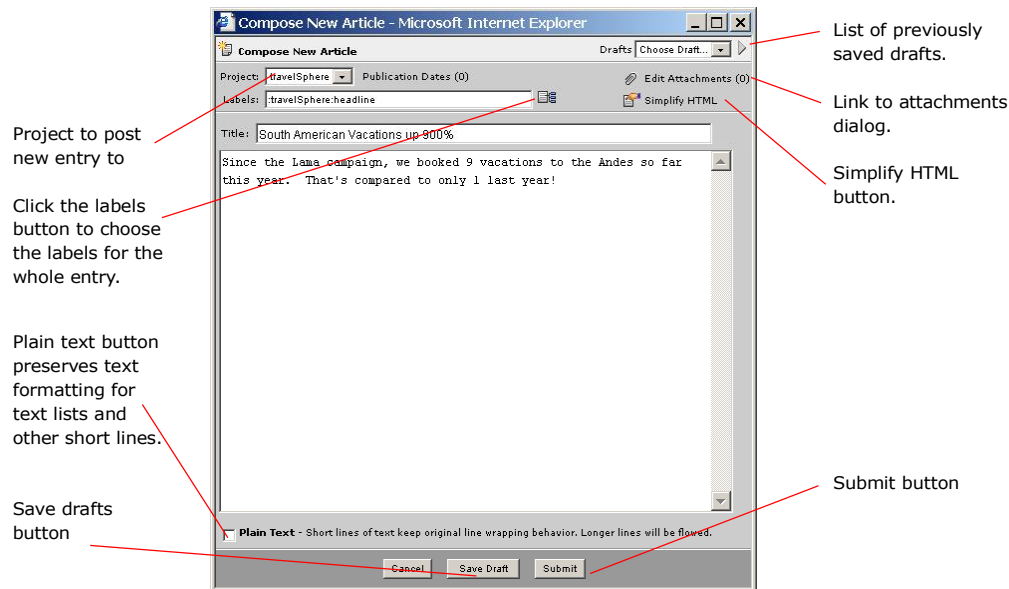 Compose New Article - Microsoft Internet Explorer
Compose New Article
Drafts Choose Draft...
Project: travelSphere Publication Dates (0)
Edit Attachments (0)
Labels: :travelSphere:headline
Simplify HTML
Title: South American Vacations up 900%
Since the Lama campaign, we booked 9 vacations to the Andes so far
this year. That's compared to only 1 last year!
Plain Text - Short lines of text keep original line wrapping behavior. Longer lines will be flowed.
Cancel Save Draft Submit
Project to post
new entry to
Click the labels
button to choose
the labels for the
whole entry.
Plain text button
preserves text
formatting for
text lists and
other short lines.
Save drafts
button
List of previously
saved drafts.
Link to attachments
dialog.
Simplify HTML
button.
Submit button